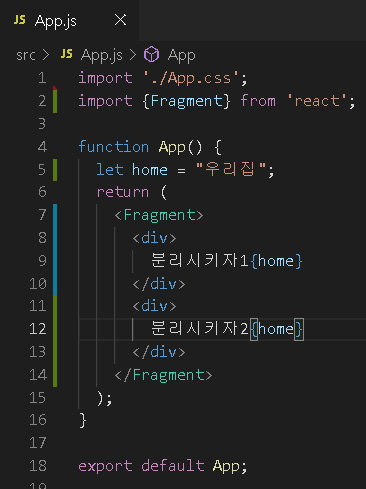 JS App.js ×
src > JS App.js > App
1 import './App.css';
2 import {Fragment} from 'react';
3
4 function App() {
5 let home = "우리집";
6 return (
7 <Fragment>
8 <div>
9 분리시키자1{home}
10 </div>
11 <div>
12 분리시키자2{home}
13 </div>
14 </Fragment>
15 );
16 }
17
18 export default App;
19